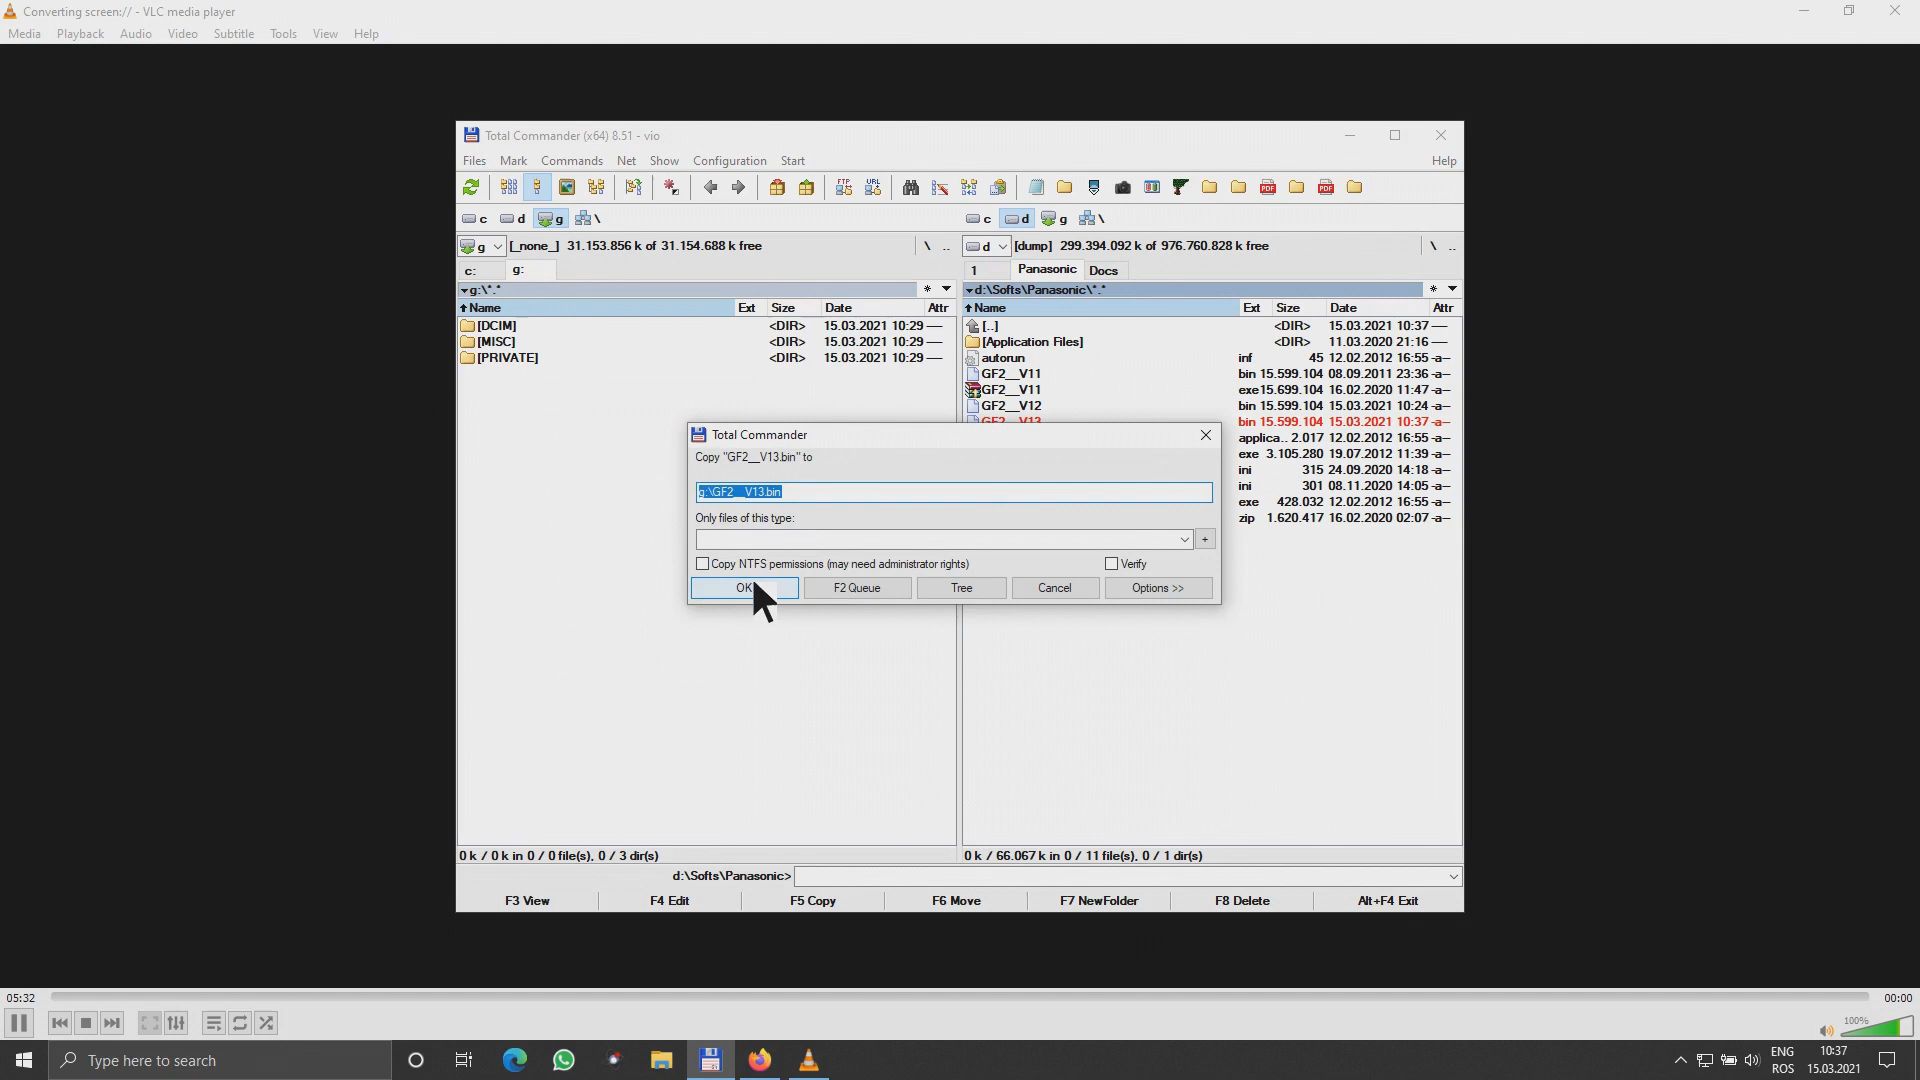 Converting screen:// - VLC media player
Media Playback Audio Video Subtitle Tools View Help
Total Commander (x64) 8.51 - vio
Files Mark Commands Net Show Configuration Start Help
FTP URL PDF PDF
c d g \ c d g \
g [_none_] 31.153.856 k of 31.154.688 k free \ .. d [dump] 299.394.092 k of 976.760.828 k free \ ..
c: g: 1 Panasonic Docs
g:\*.* * d:\Softs\Panasonic\*.* *
Name Ext Size Date Attr Name Ext Size Date Attr
[DCIM] <DIR> 15.03.2021 10:29 ---- [..] <DIR> 15.03.2021 10:37 ----
[MISC] <DIR> 15.03.2021 10:29 ---- [Application Files] <DIR> 11.03.2020 21:16 ----
[PRIVATE] <DIR> 15.03.2021 10:29 ---- autorun inf 45 12.02.2012 16:55 -a--
GF2__V11 bin 15.599.104 08.09.2011 23:36 -a--
GF2__V11 exe 15.699.104 16.02.2020 11:47 -a--
GF2__V12 bin 15.599.104 15.03.2021 10:24 -a--
GF2__V13 bin 15.599.104 15.03.2021 10:37 -a--
applica.. 2.017 12.02.2012 16:55 -a--
exe 3.105.280 19.07.2012 11:39 -a--
ini 315 24.09.2020 14:18 -a--
ini 301 08.11.2020 14:05 -a--
exe 428.032 12.02.2012 16:55 -a--
zip 1.620.417 16.02.2020 02:07 -a--
Total Commander
Copy "GF2__V13.bin" to
g:\GF2__V13.bin
Only files of this type:
+
Copy NTFS permissions (may need administrator rights) Verify
OK F2 Queue Tree Cancel Options >>
0 k / 0 k in 0 / 0 file(s), 0 / 3 dir(s) 0 k / 66.067 k in 0 / 11 file(s), 0 / 1 dir(s)
d:\Softs\Panasonic>
F3 View F4 Edit F5 Copy F6 Move F7 NewFolder F8 Delete Alt+F4 Exit
05:32 00:00
100%
Type here to search
ENG 10:37
ROS 15.03.2021